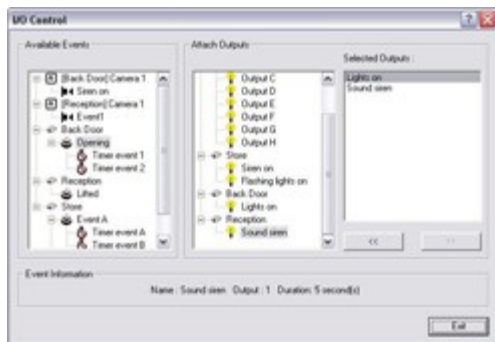 I/O Control
Available Events
[Back Door] Camera 1
Siren on
[Reception] Camera 1
Event1
Back Door
Opening
Timer event 1
Timer event 2
Reception
Lifted
Store
Event A
Timer event A
Timer event B
Attach Outputs
Output C
Output D
Output E
Output F
Output G
Output H
Store
Siren on
Flashing lights on
Back Door
Lights on
Reception
Sound siren
Selected Outputs :
Lights on
Sound siren
<<
>>
Event Information
Name : Sound siren Output : 1 Duration: 5 second(s)
Exit